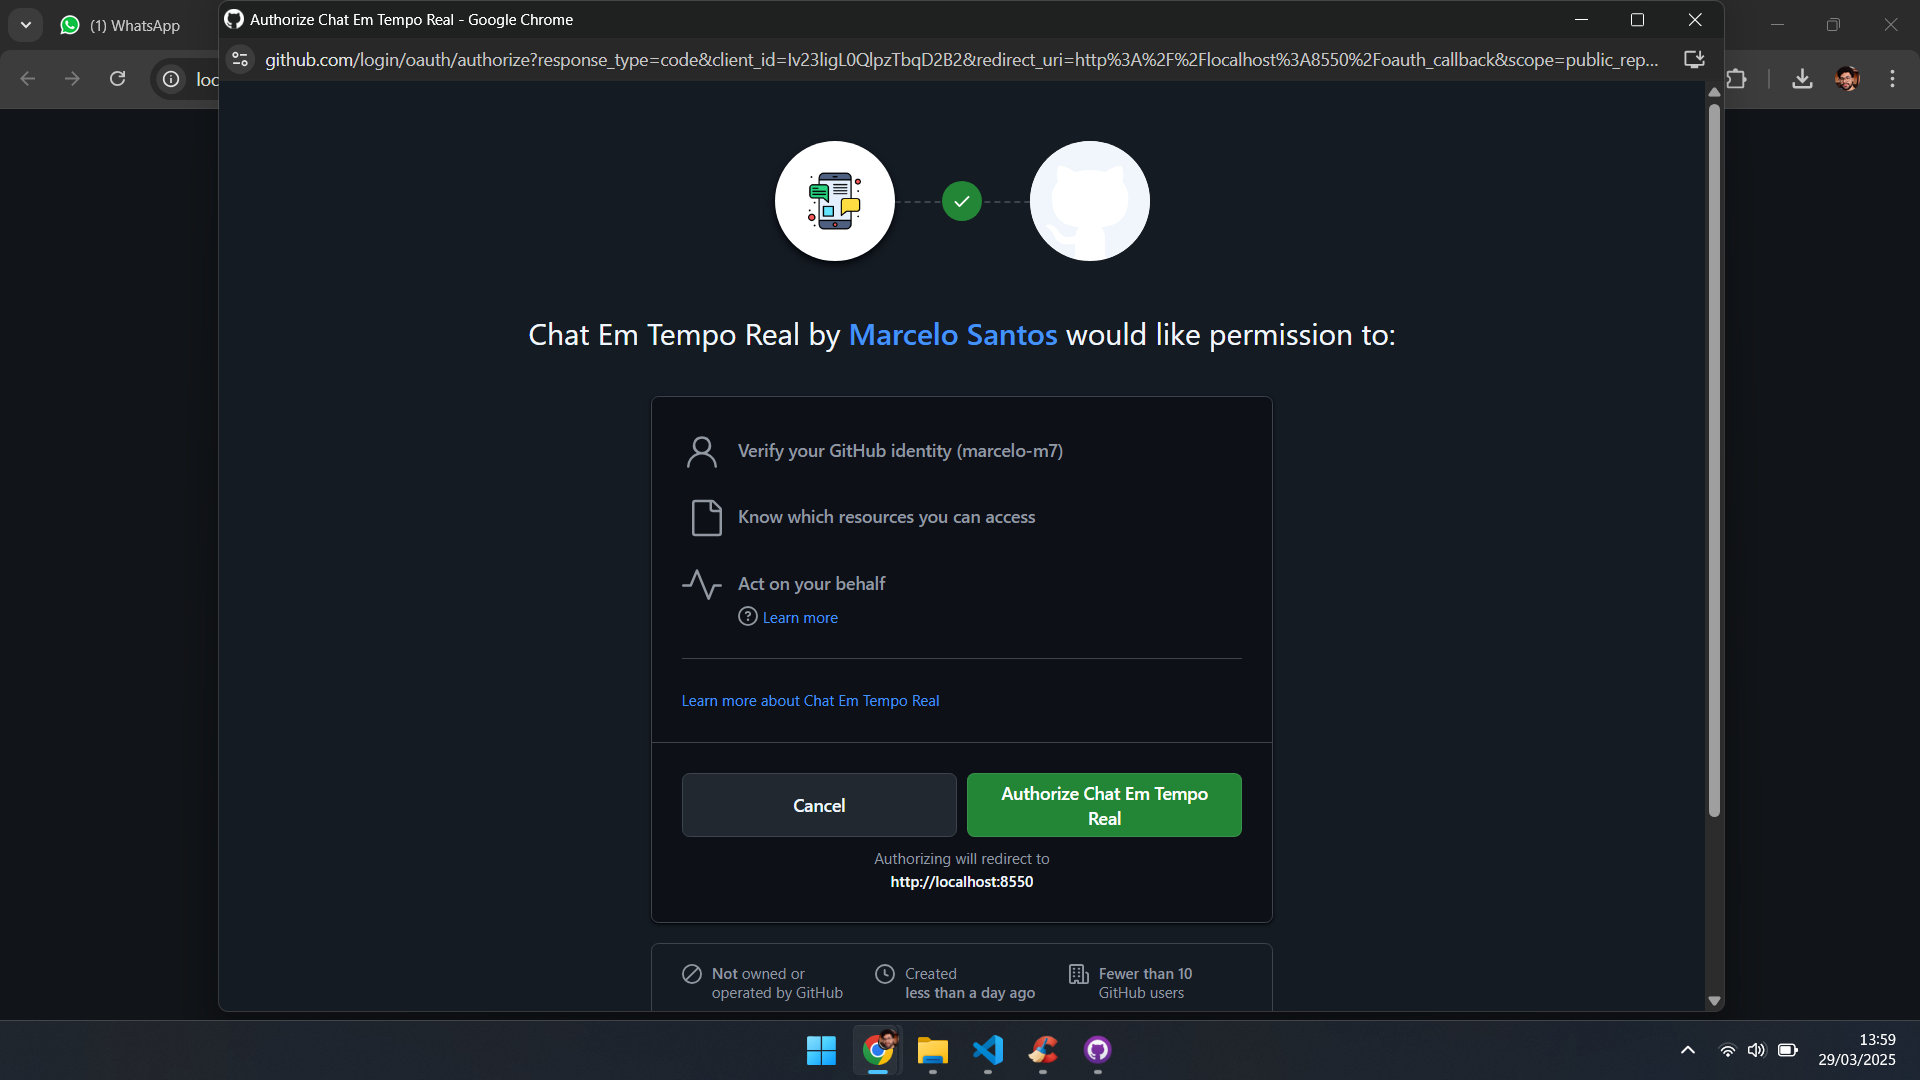 (1) WhatsApp
Authorize Chat Em Tempo Real - Google Chrome
loc
github.com/login/oauth/authorize?response_type=code&client_id=Iv23ligL0QlpzTbqD2B2&redirect_uri=http%3A%2F%2Flocalhost%3A8550%2Foauth_callback&scope=public_rep...
Chat Em Tempo Real by Marcelo Santos would like permission to:
Verify your GitHub identity (marcelo-m7)
Know which resources you can access
Act on your behalf
Learn more
Learn more about Chat Em Tempo Real
Cancel
Authorize Chat Em Tempo
Real
Authorizing will redirect to
http://localhost:8550
Not owned or
operated by GitHub
Created
less than a day ago
Fewer than 10
GitHub users
13:59
29/03/2025